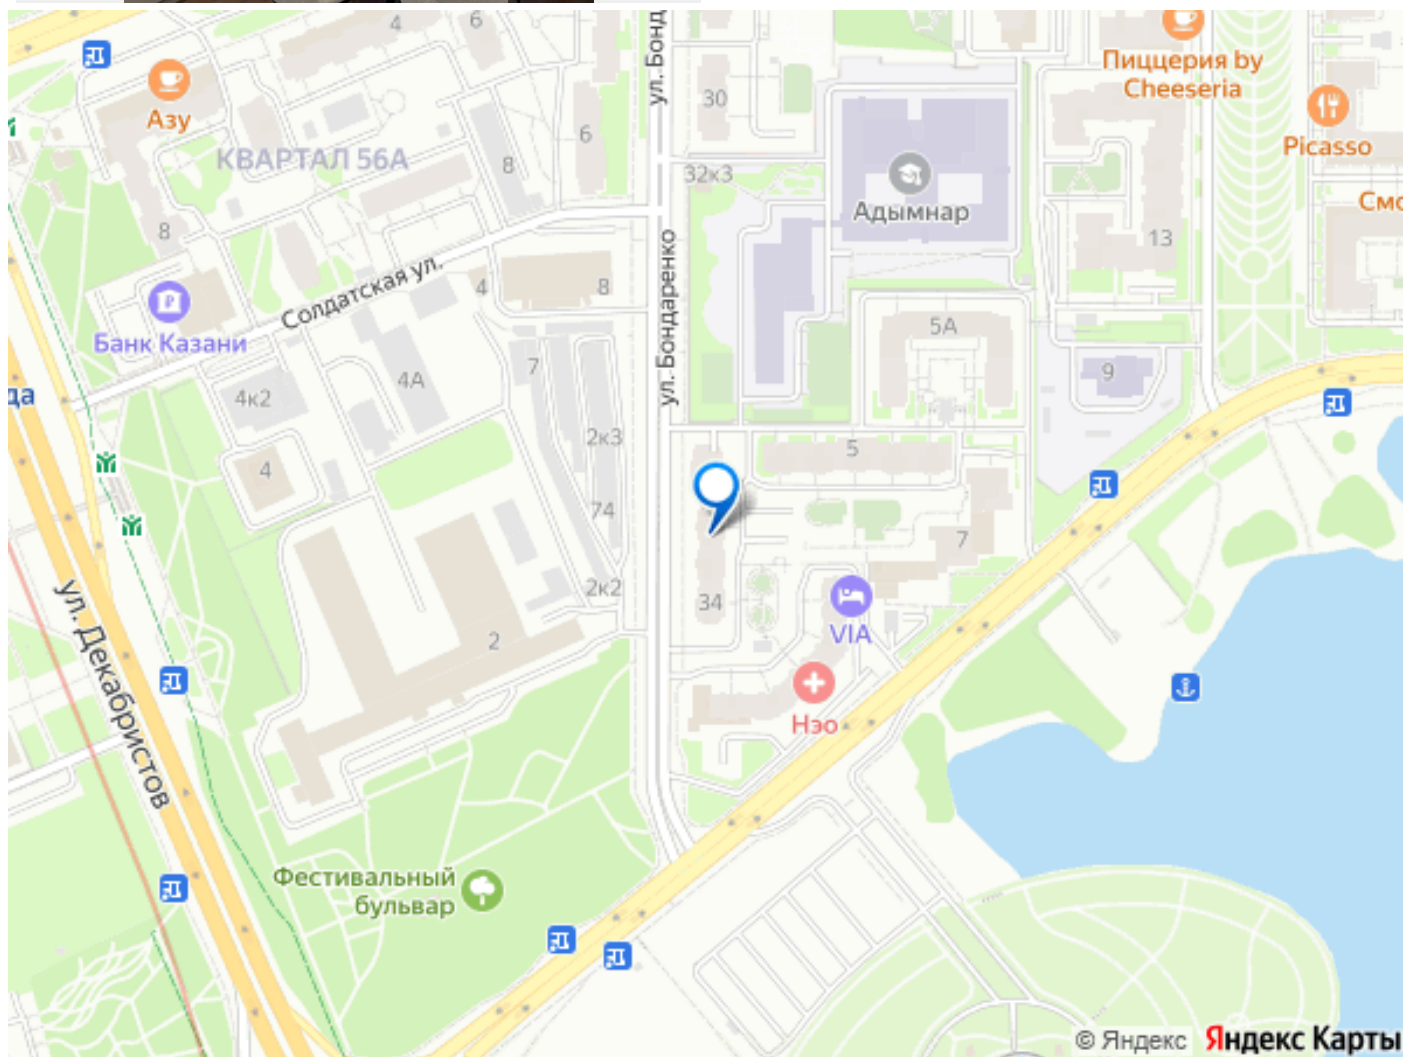 4
6
ул. Бонд
Пиццерия by
Cheeseria
Азу
30
6
Picasso
КВАРТАЛ 56А
8
32к3
Адымнар
Смо
8
13
ул. Бондаренко
Солдатская ул.
4
8
Банк Казани
5А
7
4А
9
да
4к2
2к3
5
4
74
7
ул. Декабристов
2к2
34
VIA
2
Нэо
Фестивальный
бульвар
© Яндекс Яндекс Карты